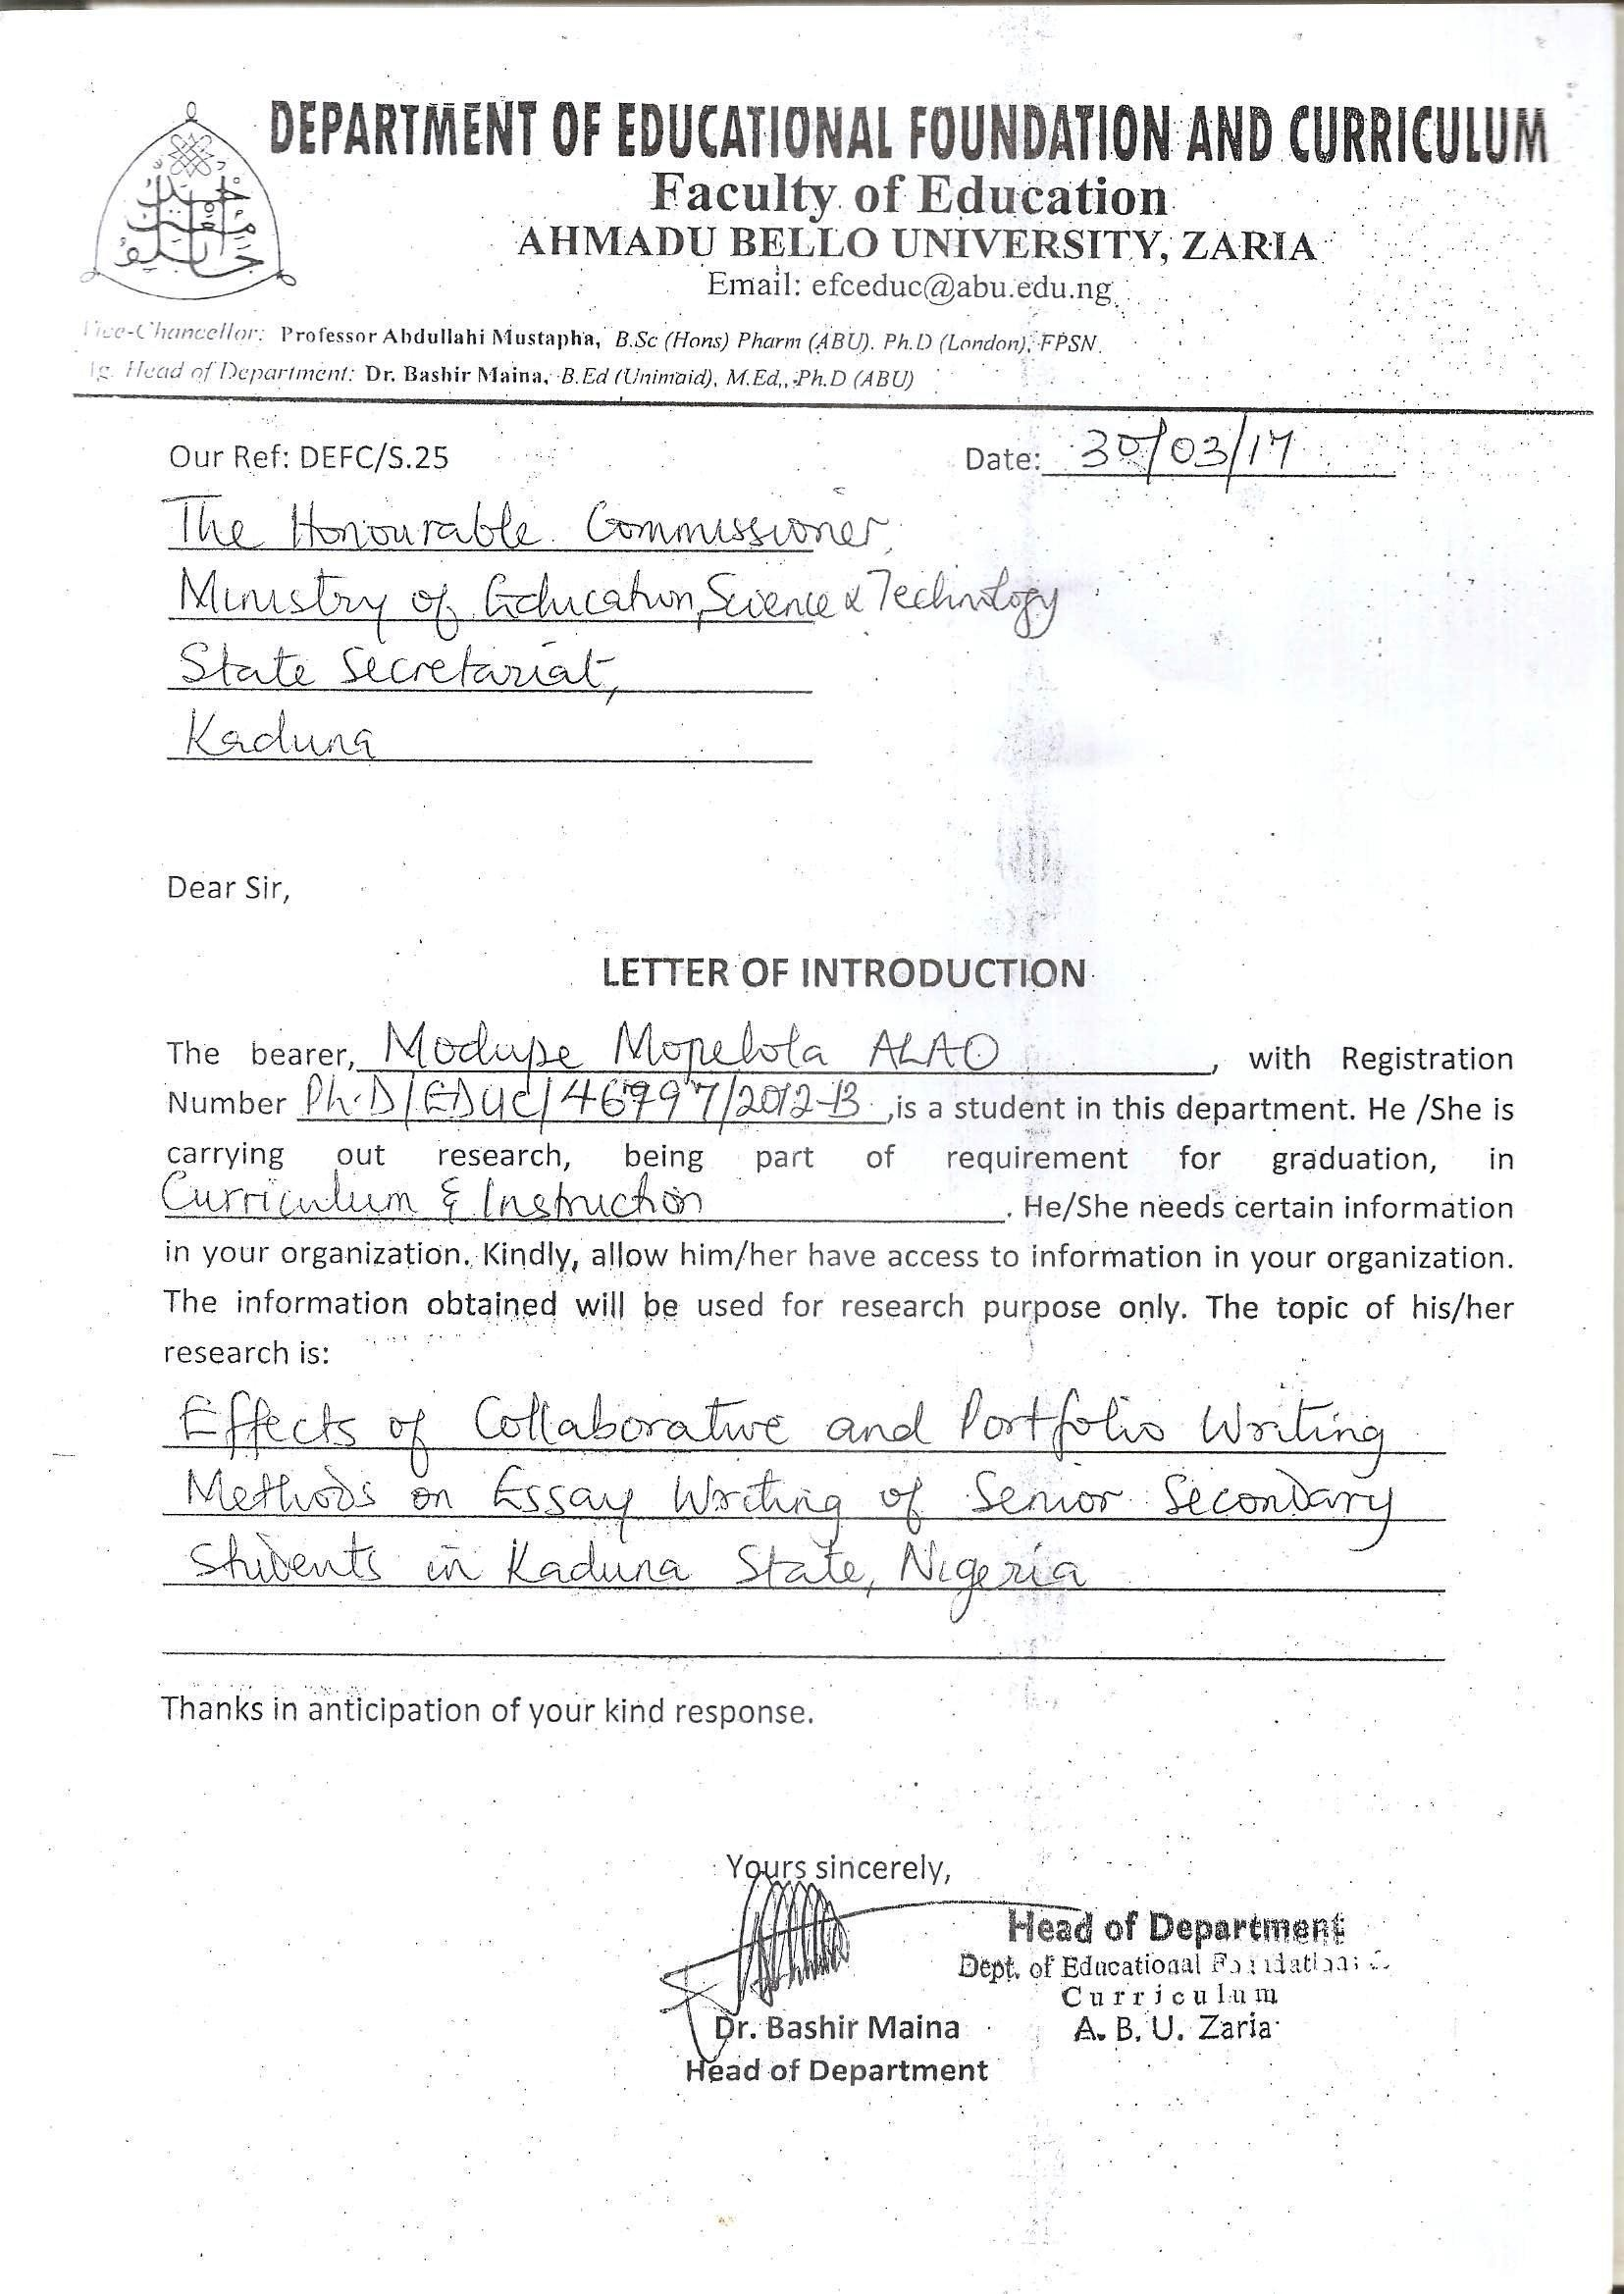 DEPARTMENT OF EDUCATIONAL FOUNDATION AND CURRICULUM
Faculty of Education
AHMADU BELLO UNIVERSITY, ZARIA
Email: efceduc@abu.edu.ng
Vice-Chancellor: Professor Abdullahi Mustapha, B.Sc (Hons) Pharm (ABU). Ph.D (London), FPSN.
Ag. Head of Department: Dr. Bashir Maina, B.Ed (Unimaid), M.Ed,, Ph.D (ABU)
Our Ref: DEFC/S.25 Date: 30/03/17
The Honourable Commissioner,
Ministry of Education, Science & Technology
State Secretariat,
Kaduna
Dear Sir,
LETTER OF INTRODUCTION
The bearer, Modupe Mopelola ALAO, with Registration
Number Ph.D/EDUC/46797/2012-13, is a student in this department. He /She is
carrying out research, being part of requirement for graduation, in
Curriculum & Instruction. He/She needs certain information
in your organization. Kindly, allow him/her have access to information in your organization.
The information obtained will be used for research purpose only. The topic of his/her
research is:
Effects of Collaborative and Portfolio Writing
Methods on Essay Writing of Senior Secondary
Students in Kaduna State, Nigeria
Thanks in anticipation of your kind response.
Yours sincerely,
Head of Department
Dept. of Educational Foundations &
Curriculum
A. B. U. Zaria
Dr. Bashir Maina
Head of Department